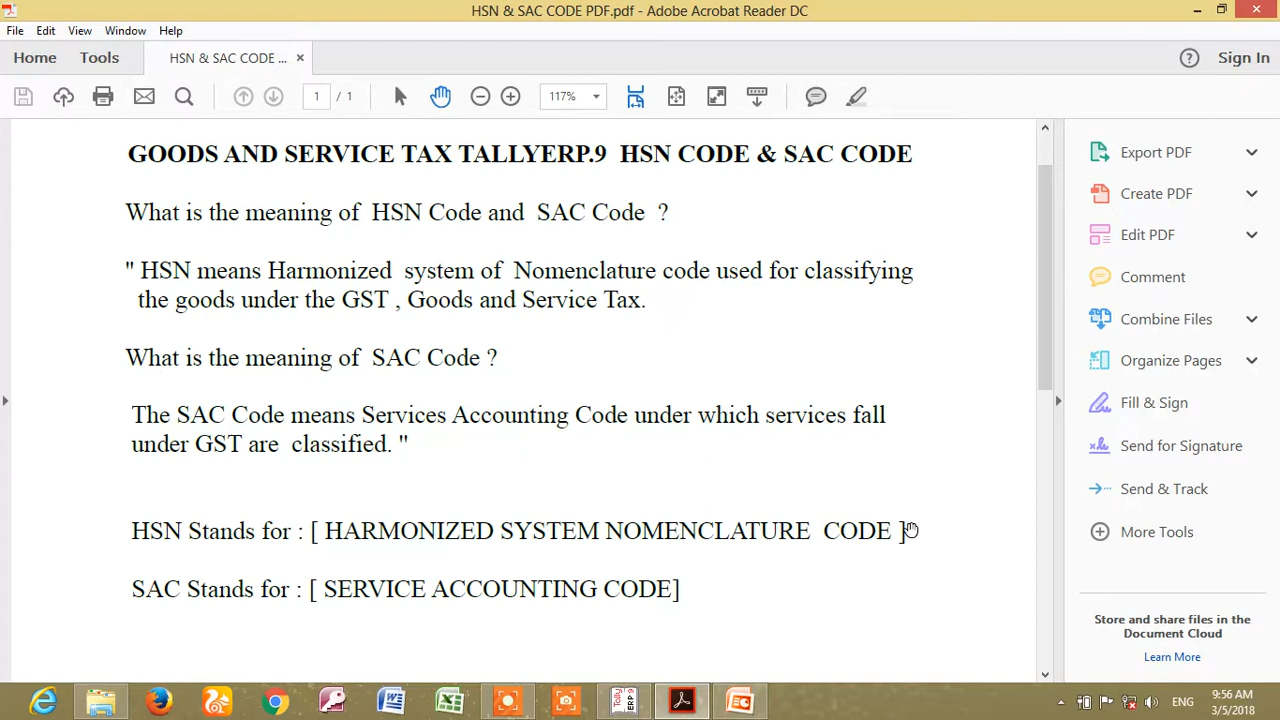 HSN & SAC CODE PDF.pdf - Adobe Acrobat Reader DC
File Edit View Window Help
Home Tools HSN & SAC CODE ... × Sign In
1 / 1 117%
GOODS AND SERVICE TAX TALLYERP.9 HSN CODE & SAC CODE
What is the meaning of HSN Code and SAC Code ?
" HSN means Harmonized system of Nomenclature code used for classifying
the goods under the GST , Goods and Service Tax.
What is the meaning of SAC Code ?
The SAC Code means Services Accounting Code under which services fall
under GST are classified. "
HSN Stands for : [ HARMONIZED SYSTEM NOMENCLATURE CODE ]
SAC Stands for : [ SERVICE ACCOUNTING CODE]
Export PDF
Create PDF
Edit PDF
Comment
Combine Files
Organize Pages
Fill & Sign
Send for Signature
Send & Track
More Tools
Store and share files in the
Document Cloud
Learn More
Tally
ERP 9
ENG
9:56 AM
3/5/2018